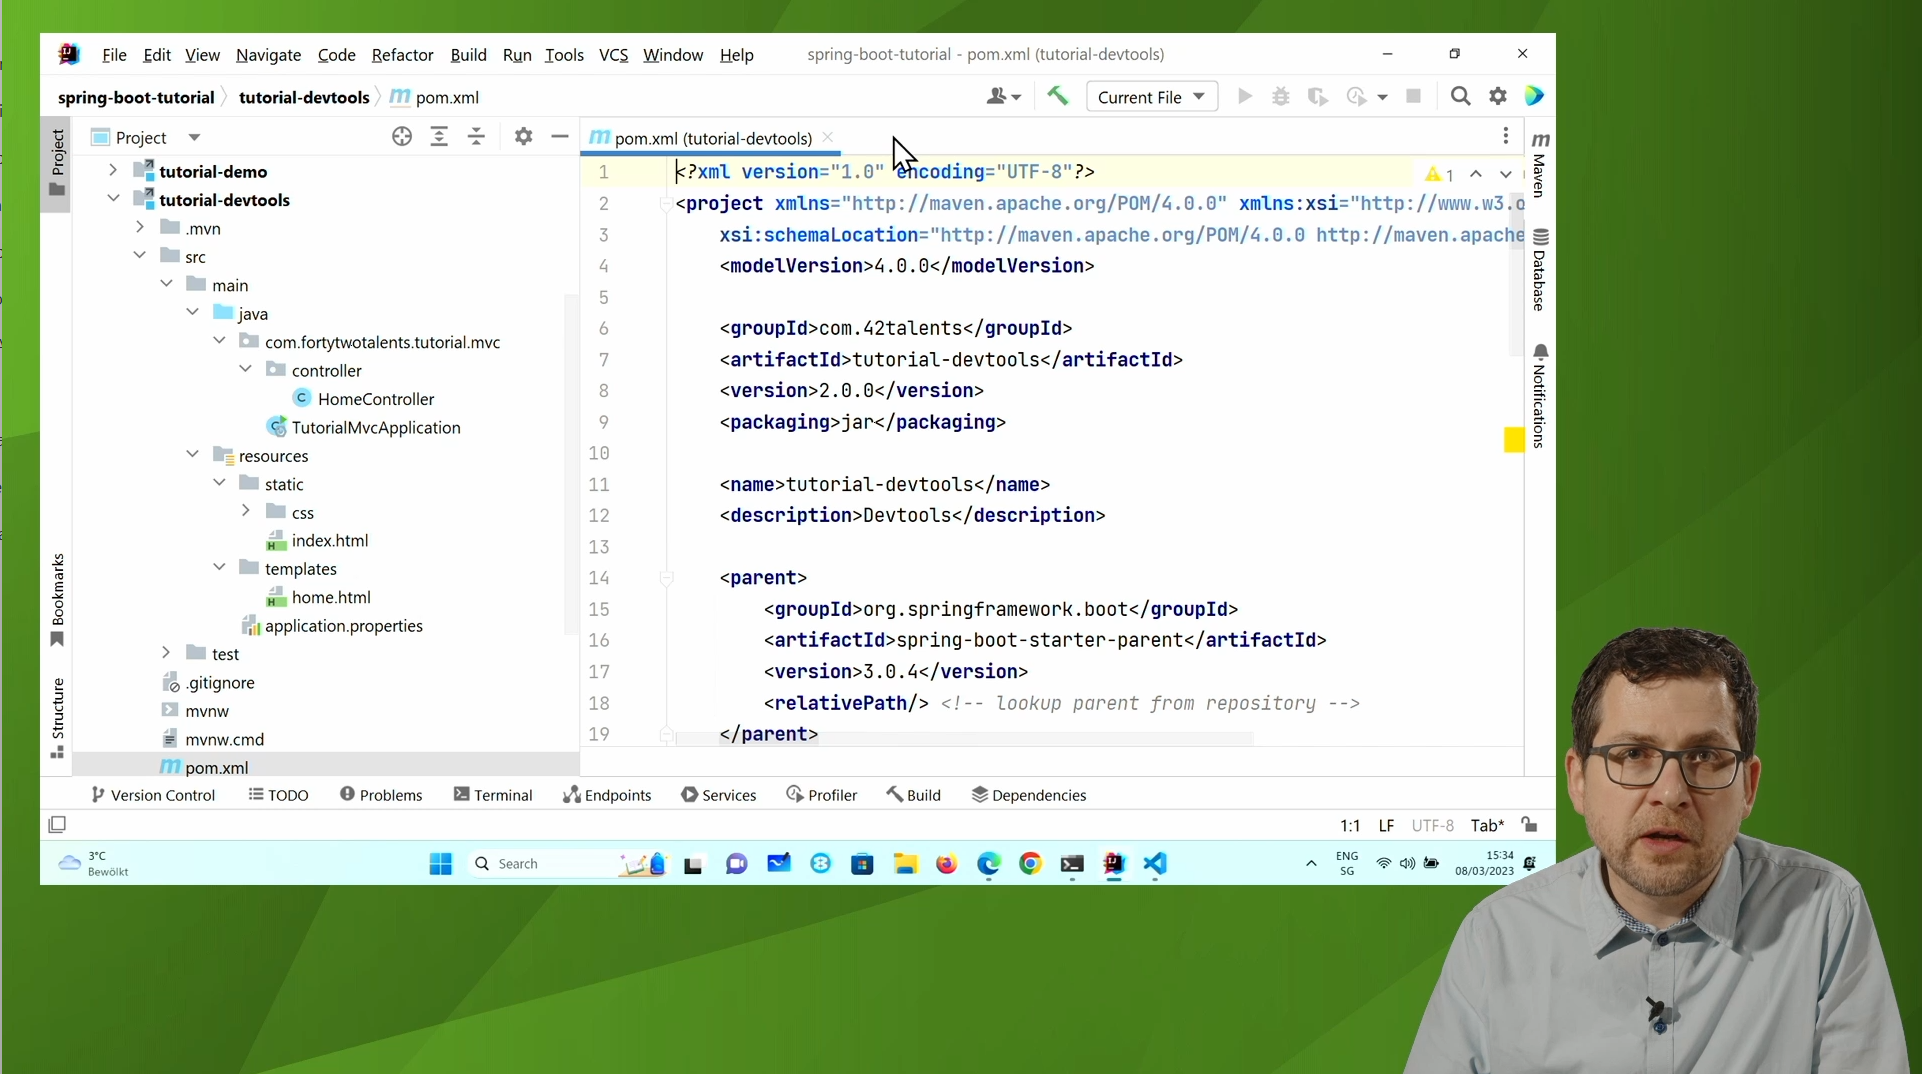 File Edit View Navigate Code Refactor Build Run Tools VCS Window Help spring-boot-tutorial - pom.xml (tutorial-devtools)
spring-boot-tutorial tutorial-devtools m pom.xml Current File
Project
pom.xml (tutorial-devtools)
tutorial-demo
tutorial-devtools
.mvn
src
main
java
com.fortytwotalents.tutorial.mvc
controller
HomeController
TutorialMvcApplication
resources
static
css
index.html
templates
home.html
application.properties
test
.gitignore
mvnw
mvnw.cmd
pom.xml
1 <?xml version="1.0" encoding="UTF-8"?> 1
2 <project xmlns="http://maven.apache.org/POM/4.0.0" xmlns:xsi="http://www.w3.o
3 xsi:schemaLocation="http://maven.apache.org/POM/4.0.0 http://maven.apache
4 <modelVersion>4.0.0</modelVersion>
5
6 <groupId>com.42talents</groupId>
7 <artifactId>tutorial-devtools</artifactId>
8 <version>2.0.0</version>
9 <packaging>jar</packaging>
10
11 <name>tutorial-devtools</name>
12 <description>Devtools</description>
13
14 <parent>
15 <groupId>org.springframework.boot</groupId>
16 <artifactId>spring-boot-starter-parent</artifactId>
17 <version>3.0.4</version>
18 <relativePath/> <!-- lookup parent from repository -->
19 </parent>
Project
Bookmarks
Structure
Maven
Database
Notifications
Version Control TODO Problems Terminal Endpoints Services Profiler Build Dependencies
1:1 LF UTF-8 Tab*
3°C
Bewölkt
Search
ENG
SG
15:34
08/03/2023